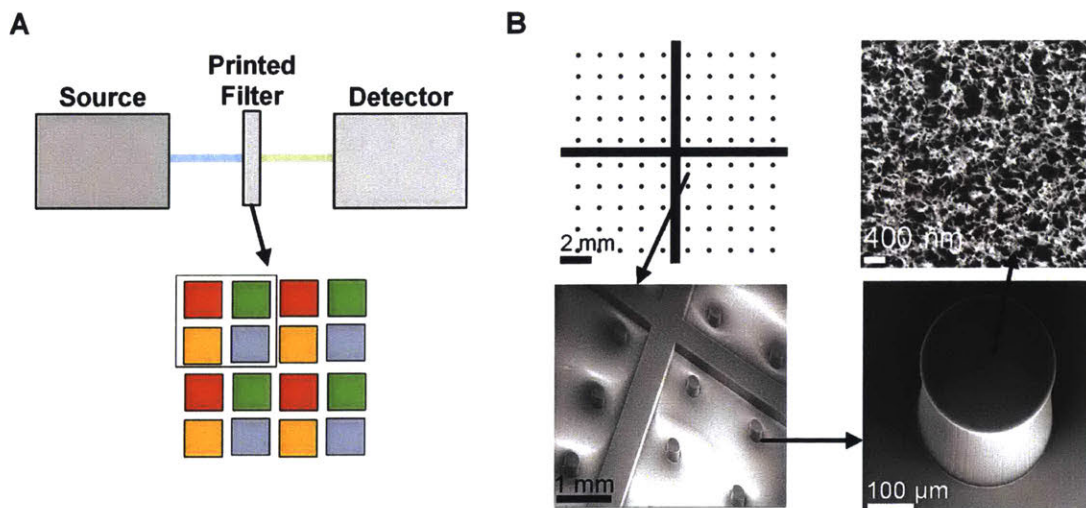 A
Source
Printed
Filter
Detector
B
2 mm
400 nm
1 mm
100 µm